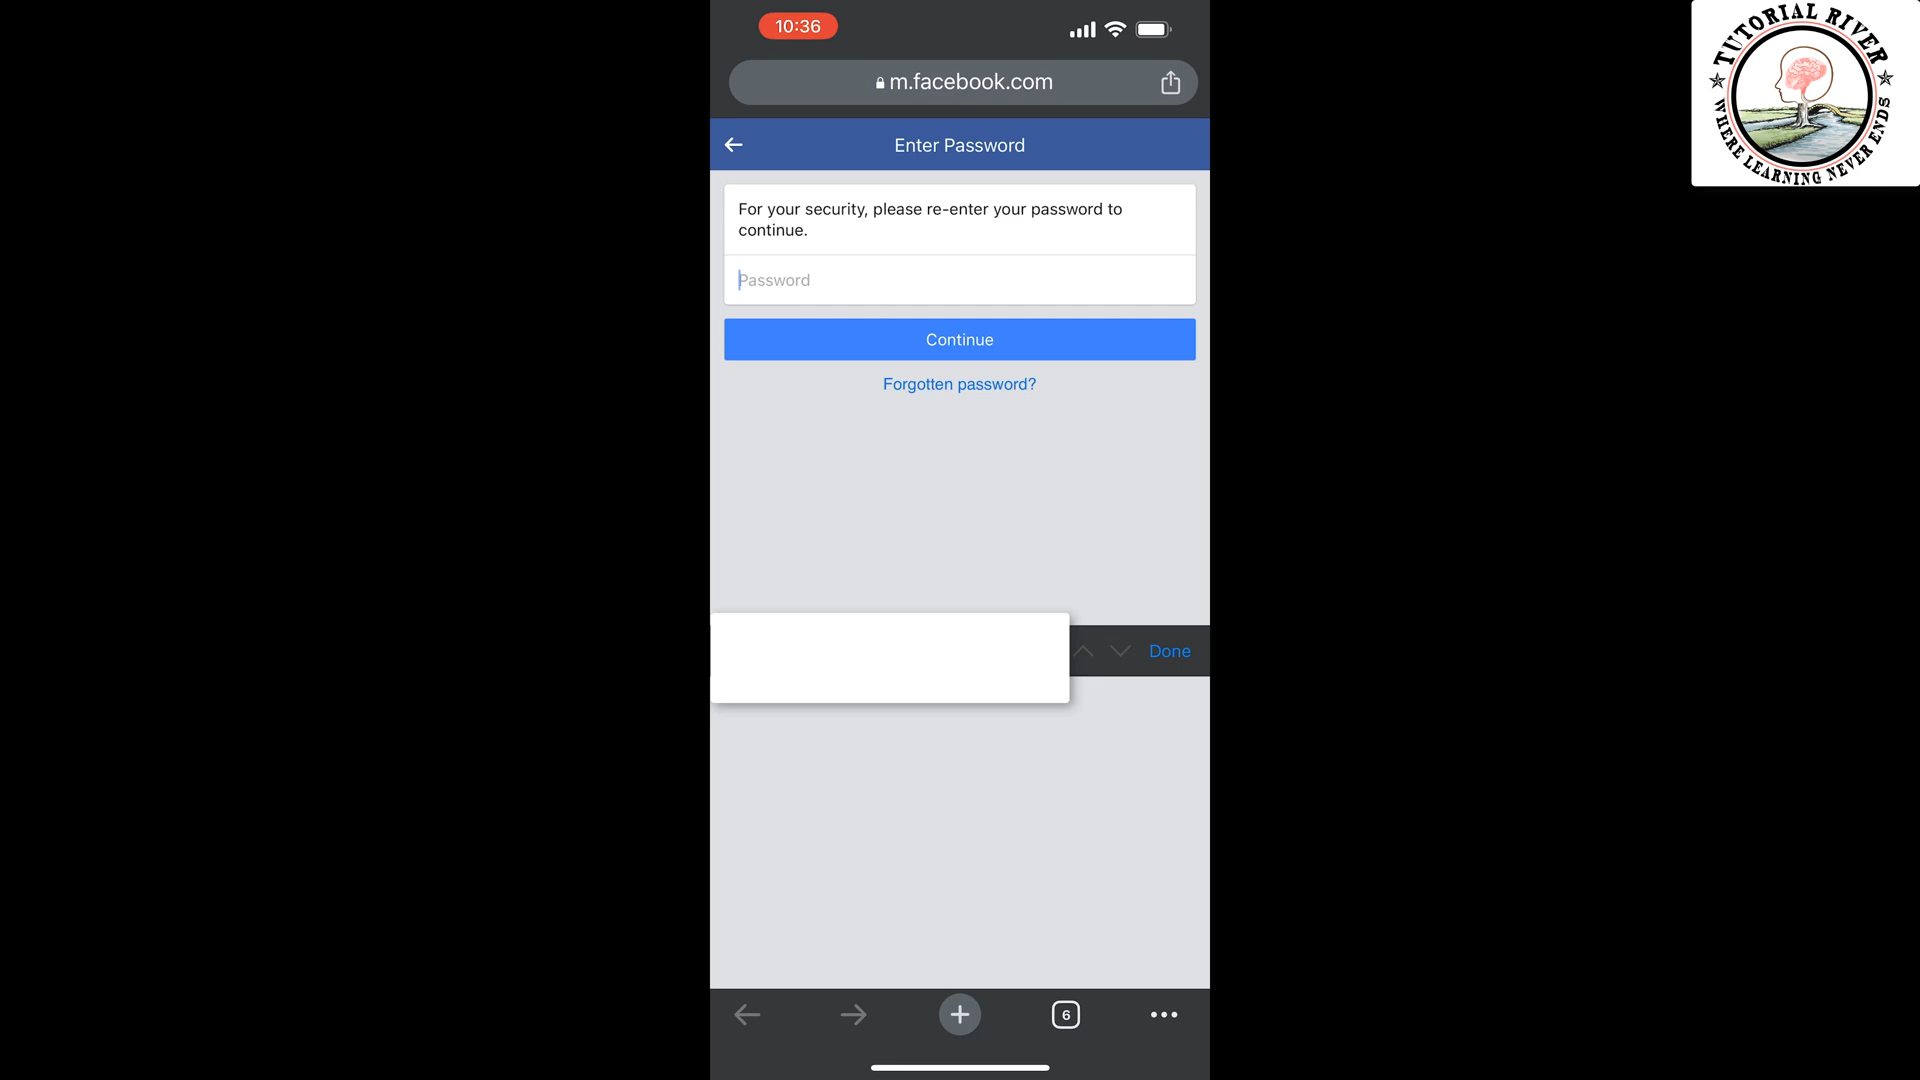 10:36
m.facebook.com
Enter Password
For your security, please re-enter your password to
continue.
Password
Continue
Forgotten password?
Done
6
TUTORIAL RIVER
WHERE LEARNING NEVER ENDS